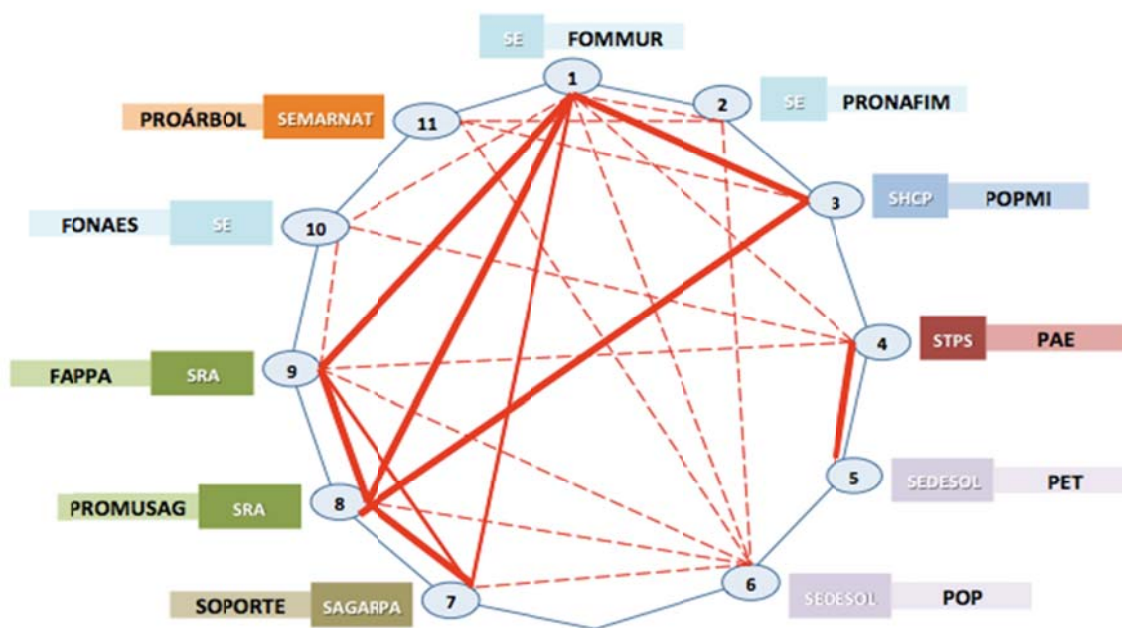 SE FOMMUR
1
2
SE PRONAFIM
PROÁRBOL SEMARNAT
11
3
SHCP POPMI
FONAES SE
10
4
STPS PAE
FAPPA SRA
9
5
SEDESOL PET
PROMUSAG SRA
8
6
SEDESOL POP
SOPORTE SAGARPA
7